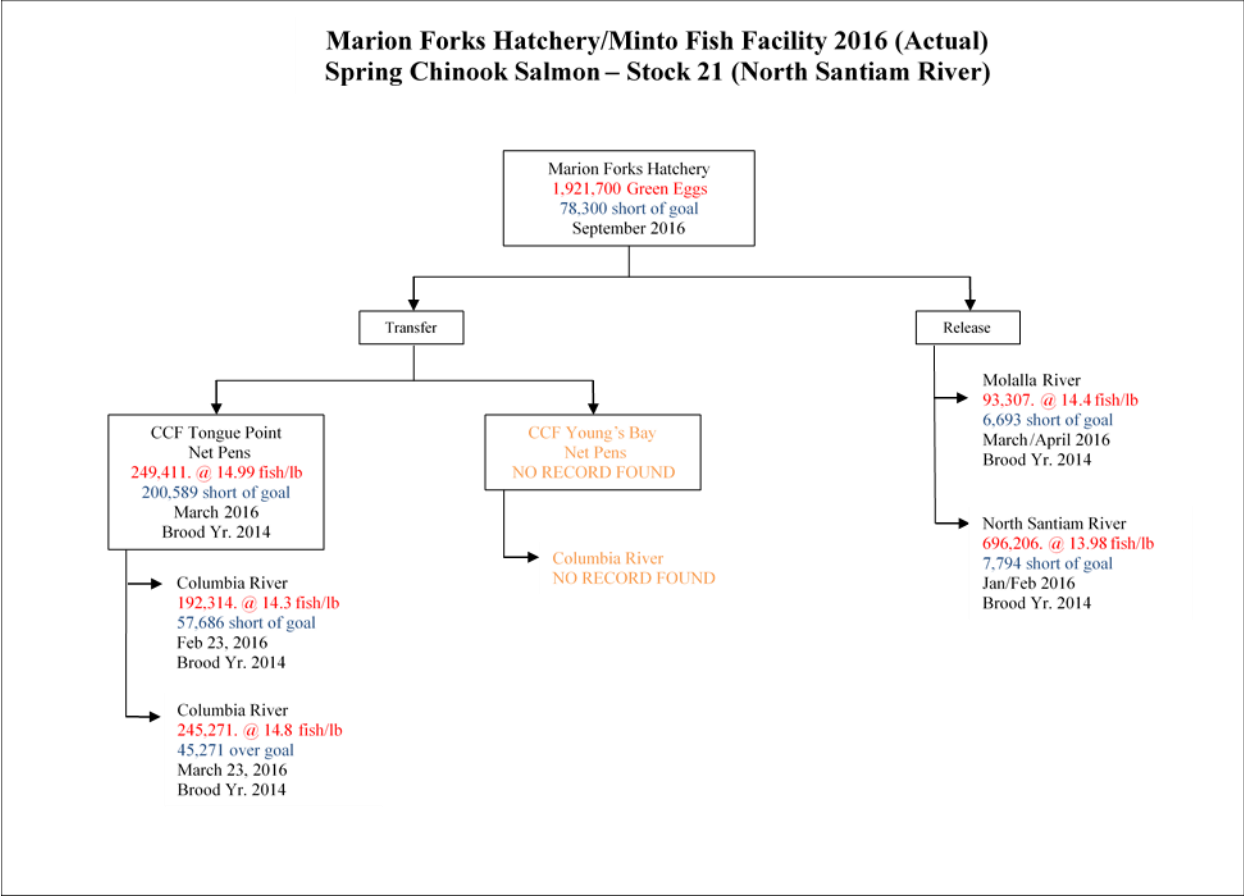 Marion Forks Hatchery/Minto Fish Facility 2016 (Actual)
Spring Chinook Salmon – Stock 21 (North Santiam River)
Marion Forks Hatchery
1,921,700 Green Eggs
78,300 short of goal
September 2016
Transfer
Release
CCF Tongue Point
Net Pens
249,411. @ 14.99 fish/lb
200,589 short of goal
March 2016
Brood Yr. 2014
Columbia River
192,314. @ 14.3 fish/lb
57,686 short of goal
Feb 23, 2016
Brood Yr. 2014
Columbia River
245,271. @ 14.8 fish/lb
45,271 over goal
March 23, 2016
Brood Yr. 2014
CCF Young's Bay
Net Pens
NO RECORD FOUND
Columbia River
NO RECORD FOUND
Molalla River
93,307. @ 14.4 fish/lb
6,693 short of goal
March/April 2016
Brood Yr. 2014
North Santiam River
696,206. @ 13.98 fish/lb
7,794 short of goal
Jan/Feb 2016
Brood Yr. 2014